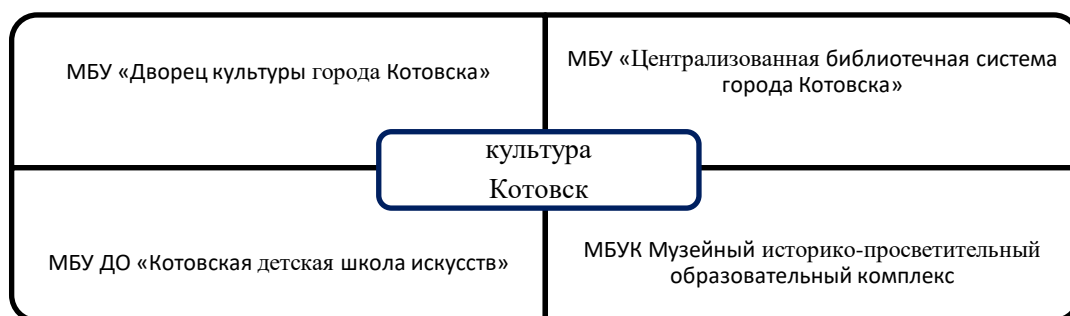 МБУ «Дворец культуры города Котовска»
МБУ «Централизованная библиотечная система
города Котовска»
культура
Котовск
МБУ ДО «Котовская детская школа искусств»
МБУК Музейный историко-просветительный
образовательный комплекс